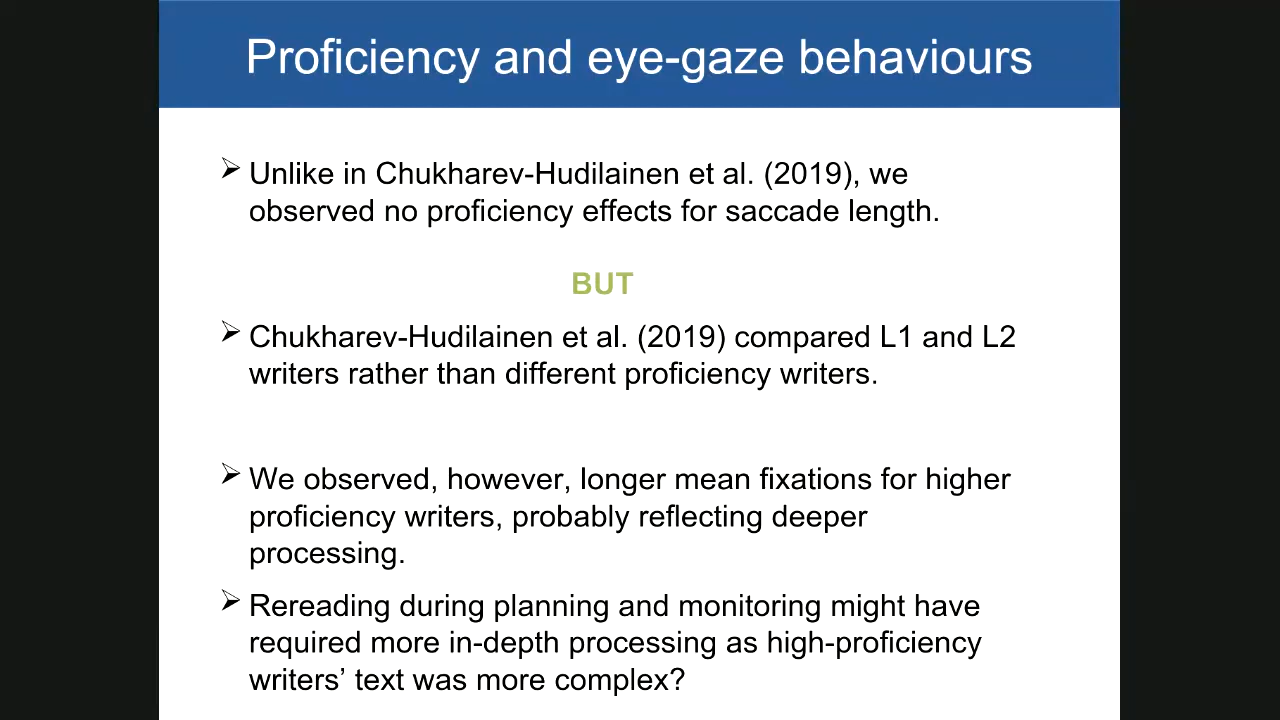 Proficiency and eye-gaze behaviours
Unlike in Chukharev-Hudilainen et al. (2019), we
observed no proficiency effects for saccade length.
BUT
Chukharev-Hudilainen et al. (2019) compared L1 and L2
writers rather than different proficiency writers.
We observed, however, longer mean fixations for higher
proficiency writers, probably reflecting deeper
processing.
Rereading during planning and monitoring might have
required more in-depth processing as high-proficiency
writers’ text was more complex?